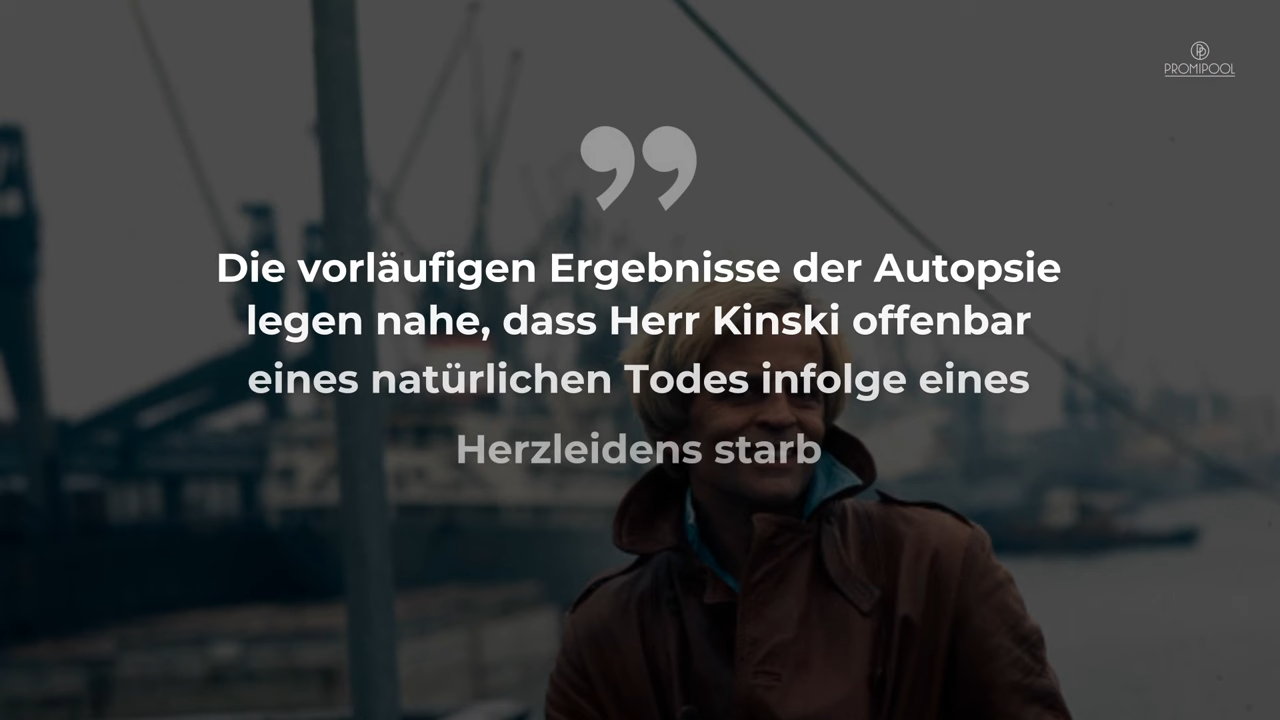 PROMIPOOL
”
Die vorläufigen Ergebnisse der Autopsie
legen nahe, dass Herr Kinski offenbar
eines natürlichen Todes infolge eines
Herzleidens starb